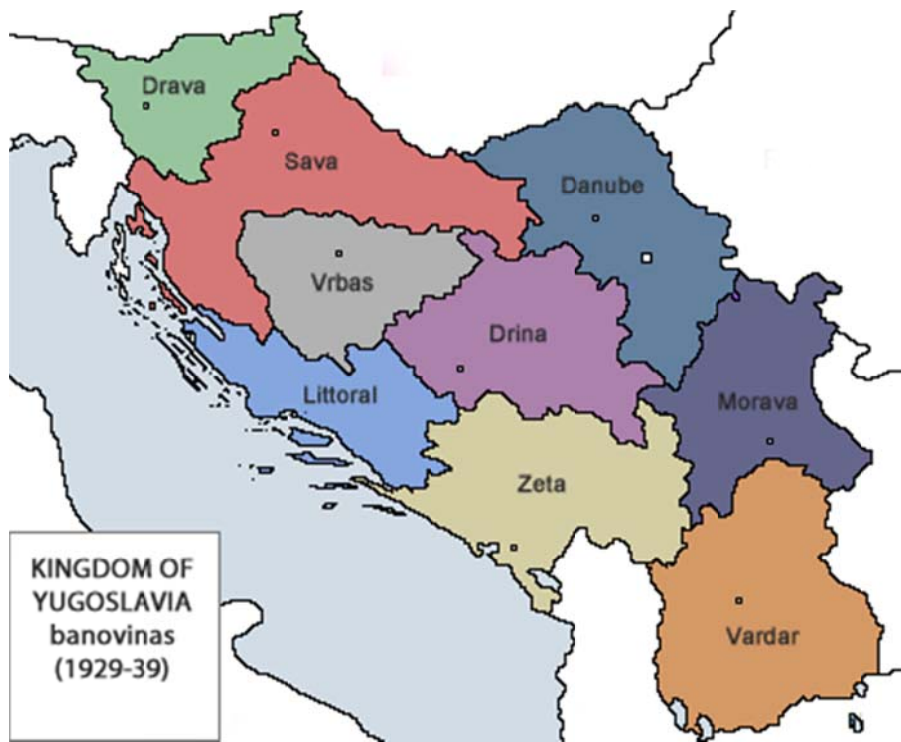 Drava
Sava
Danube
Vrbas
Drina
Littoral
Morava
Zeta
Vardar
KINGDOM OF
YUGOSLAVIA
banovinas
(1929-39)